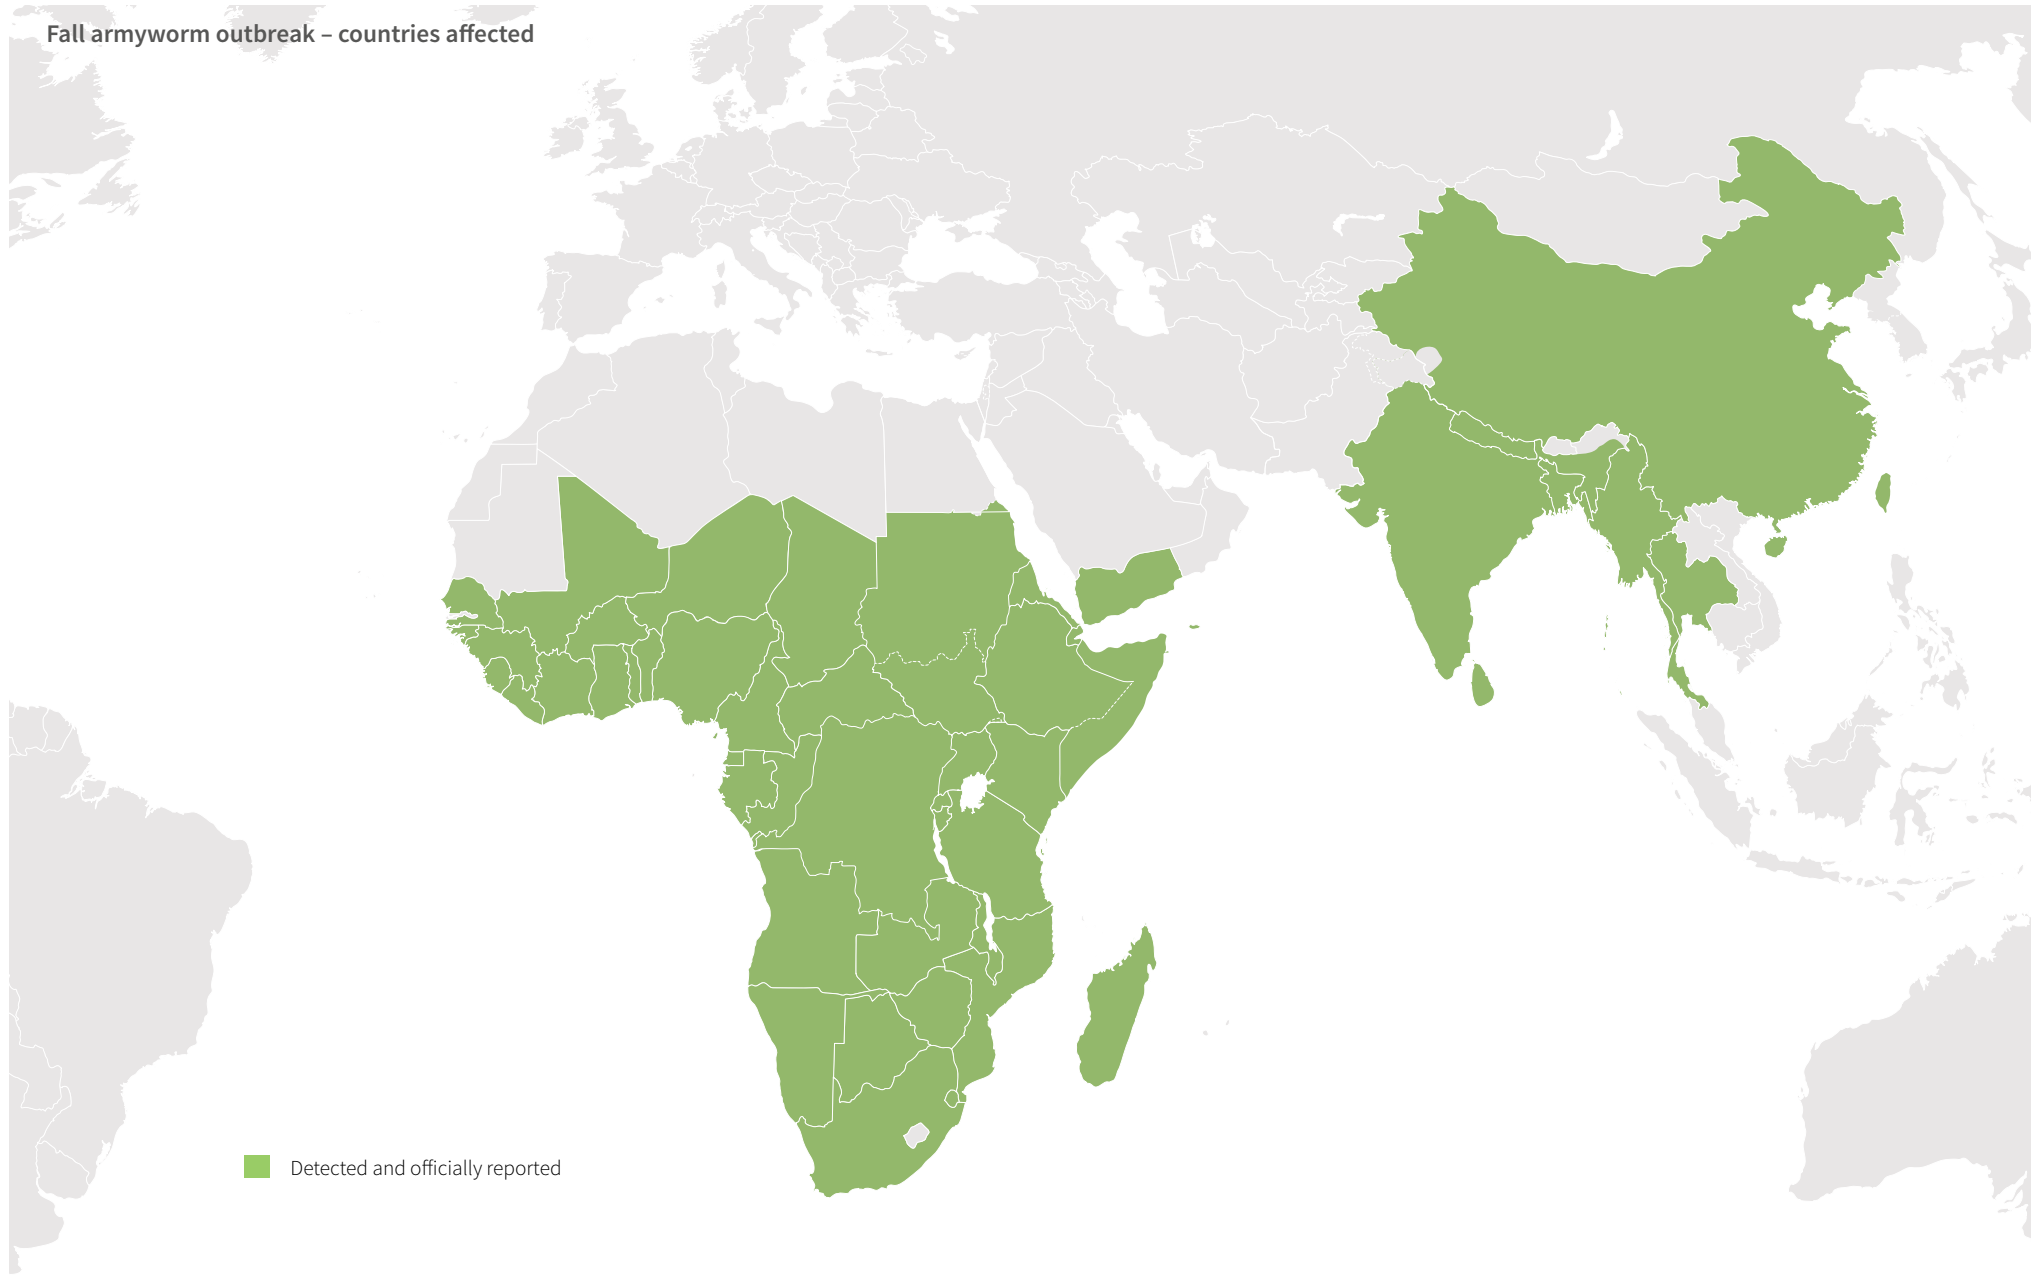 Fall armyworm outbreak – countries affected
Detected and officially reported